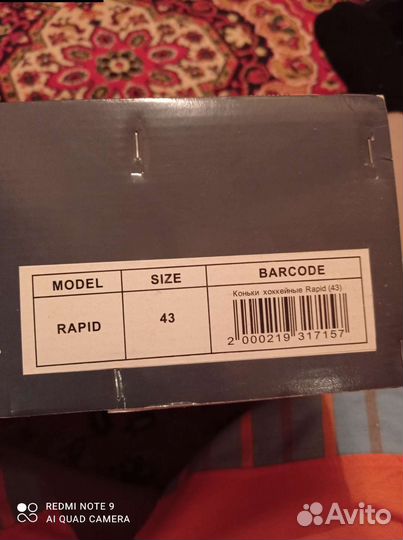 MODEL
SIZE
BARCODE
RAPID
43
Коньки хоккейные Rapid (43)
2 000219 317157
REDMI NOTE 9
AI QUAD CAMERA
Avito